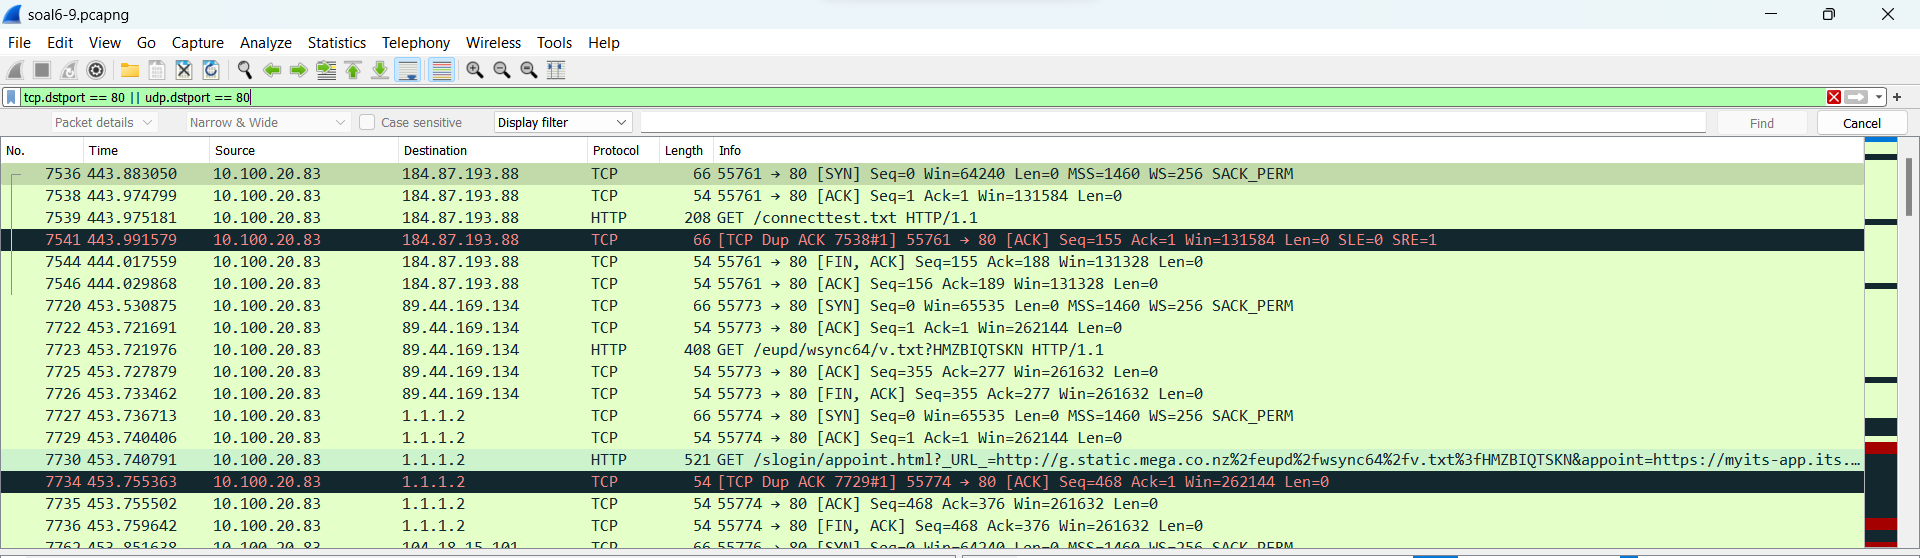 soal6-9.pcapng
File Edit View Go Capture Analyze Statistics Telephony Wireless Tools Help
tcp.dstport == 80 || udp.dstport == 80
Packet details Narrow & Wide Case sensitive Display filter Find Cancel
No. Time Source Destination Protocol Length Info
7536 443.883050 10.100.20.83 184.87.193.88 TCP 66 55761 → 80 [SYN] Seq=0 Win=64240 Len=0 MSS=1460 WS=256 SACK_PERM
7538 443.974799 10.100.20.83 184.87.193.88 TCP 54 55761 → 80 [ACK] Seq=1 Ack=1 Win=131584 Len=0
7539 443.975181 10.100.20.83 184.87.193.88 HTTP 208 GET /connecttest.txt HTTP/1.1
7541 443.991579 10.100.20.83 184.87.193.88 TCP 66 [TCP Dup ACK 7538#1] 55761 → 80 [ACK] Seq=155 Ack=1 Win=131584 Len=0 SLE=0 SRE=1
7544 444.017559 10.100.20.83 184.87.193.88 TCP 54 55761 → 80 [FIN, ACK] Seq=155 Ack=188 Win=131328 Len=0
7546 444.029868 10.100.20.83 184.87.193.88 TCP 54 55761 → 80 [ACK] Seq=156 Ack=189 Win=131328 Len=0
7720 453.530875 10.100.20.83 89.44.169.134 TCP 66 55773 → 80 [SYN] Seq=0 Win=65535 Len=0 MSS=1460 WS=256 SACK_PERM
7722 453.721691 10.100.20.83 89.44.169.134 TCP 54 55773 → 80 [ACK] Seq=1 Ack=1 Win=262144 Len=0
7723 453.721976 10.100.20.83 89.44.169.134 HTTP 408 GET /eupd/wsync64/v.txt?HMZBIQTSKN HTTP/1.1
7725 453.727879 10.100.20.83 89.44.169.134 TCP 54 55773 → 80 [ACK] Seq=355 Ack=277 Win=261632 Len=0
7726 453.733462 10.100.20.83 89.44.169.134 TCP 54 55773 → 80 [FIN, ACK] Seq=355 Ack=277 Win=261632 Len=0
7727 453.736713 10.100.20.83 1.1.1.2 TCP 66 55774 → 80 [SYN] Seq=0 Win=65535 Len=0 MSS=1460 WS=256 SACK_PERM
7729 453.740406 10.100.20.83 1.1.1.2 TCP 54 55774 → 80 [ACK] Seq=1 Ack=1 Win=262144 Len=0
7730 453.740791 10.100.20.83 1.1.1.2 HTTP 521 GET /slogin/appoint.html?_URL_=http://g.static.mega.co.nz%2feupd%2fwsync64%2fv.txt%3fHMZBIQTSKN&appoint=https://myits-app.its.…
7734 453.755363 10.100.20.83 1.1.1.2 TCP 54 [TCP Dup ACK 7729#1] 55774 → 80 [ACK] Seq=468 Ack=1 Win=262144 Len=0
7735 453.755502 10.100.20.83 1.1.1.2 TCP 54 55774 → 80 [ACK] Seq=468 Ack=376 Win=261632 Len=0
7736 453.759642 10.100.20.83 1.1.1.2 TCP 54 55774 → 80 [FIN, ACK] Seq=468 Ack=376 Win=261632 Len=0
7762 453.851638 10.100.20.83 104.18.15.101 TCP 66 55776 → 80 [SYN] Seq=0 Win=64240 Len=0 MSS=1460 WS=256 SACK_PERM